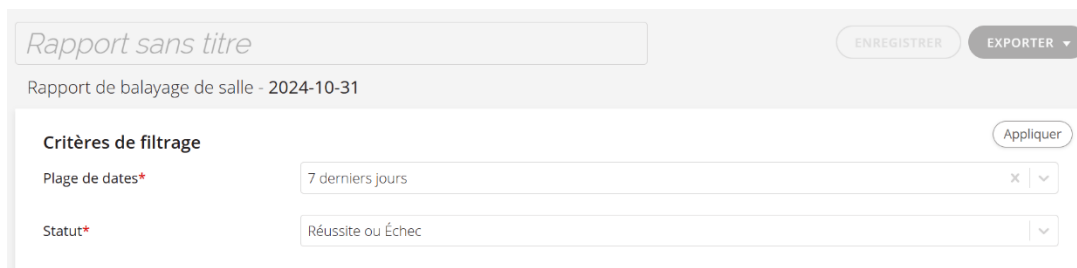 Rapport sans titre
ENREGISTRER
EXPORTER
Rapport de balayage de salle - 2024-10-31
Critères de filtrage
Appliquer
Plage de dates*
7 derniers jours
Statut*
Réussite ou Échec